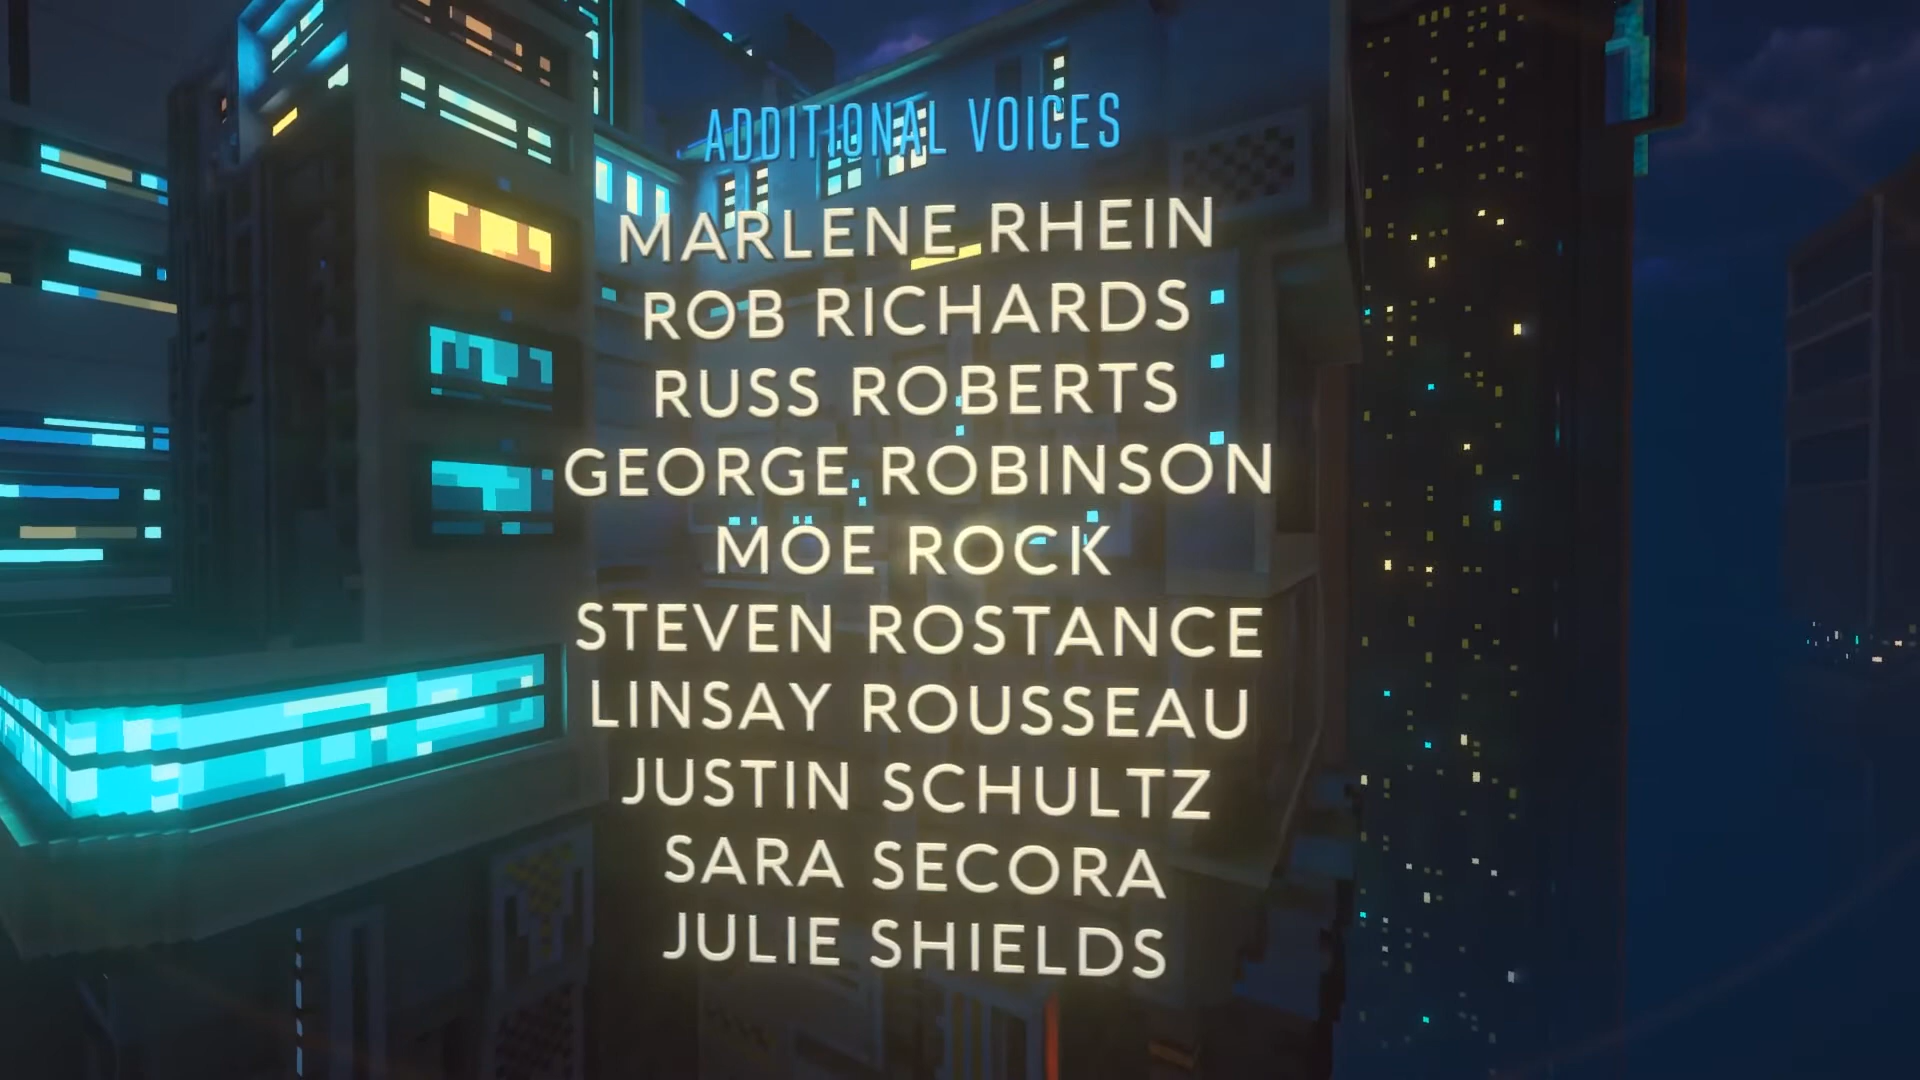 ADDITIONAL VOICES
MARLENE RHEIN
ROB RICHARDS
RUSS ROBERTS
GEORGE ROBINSON
MOE ROCK
STEVEN ROSTANCE
LINSAY ROUSSEAU
JUSTIN SCHULTZ
SARA SECORA
JULIE SHIELDS